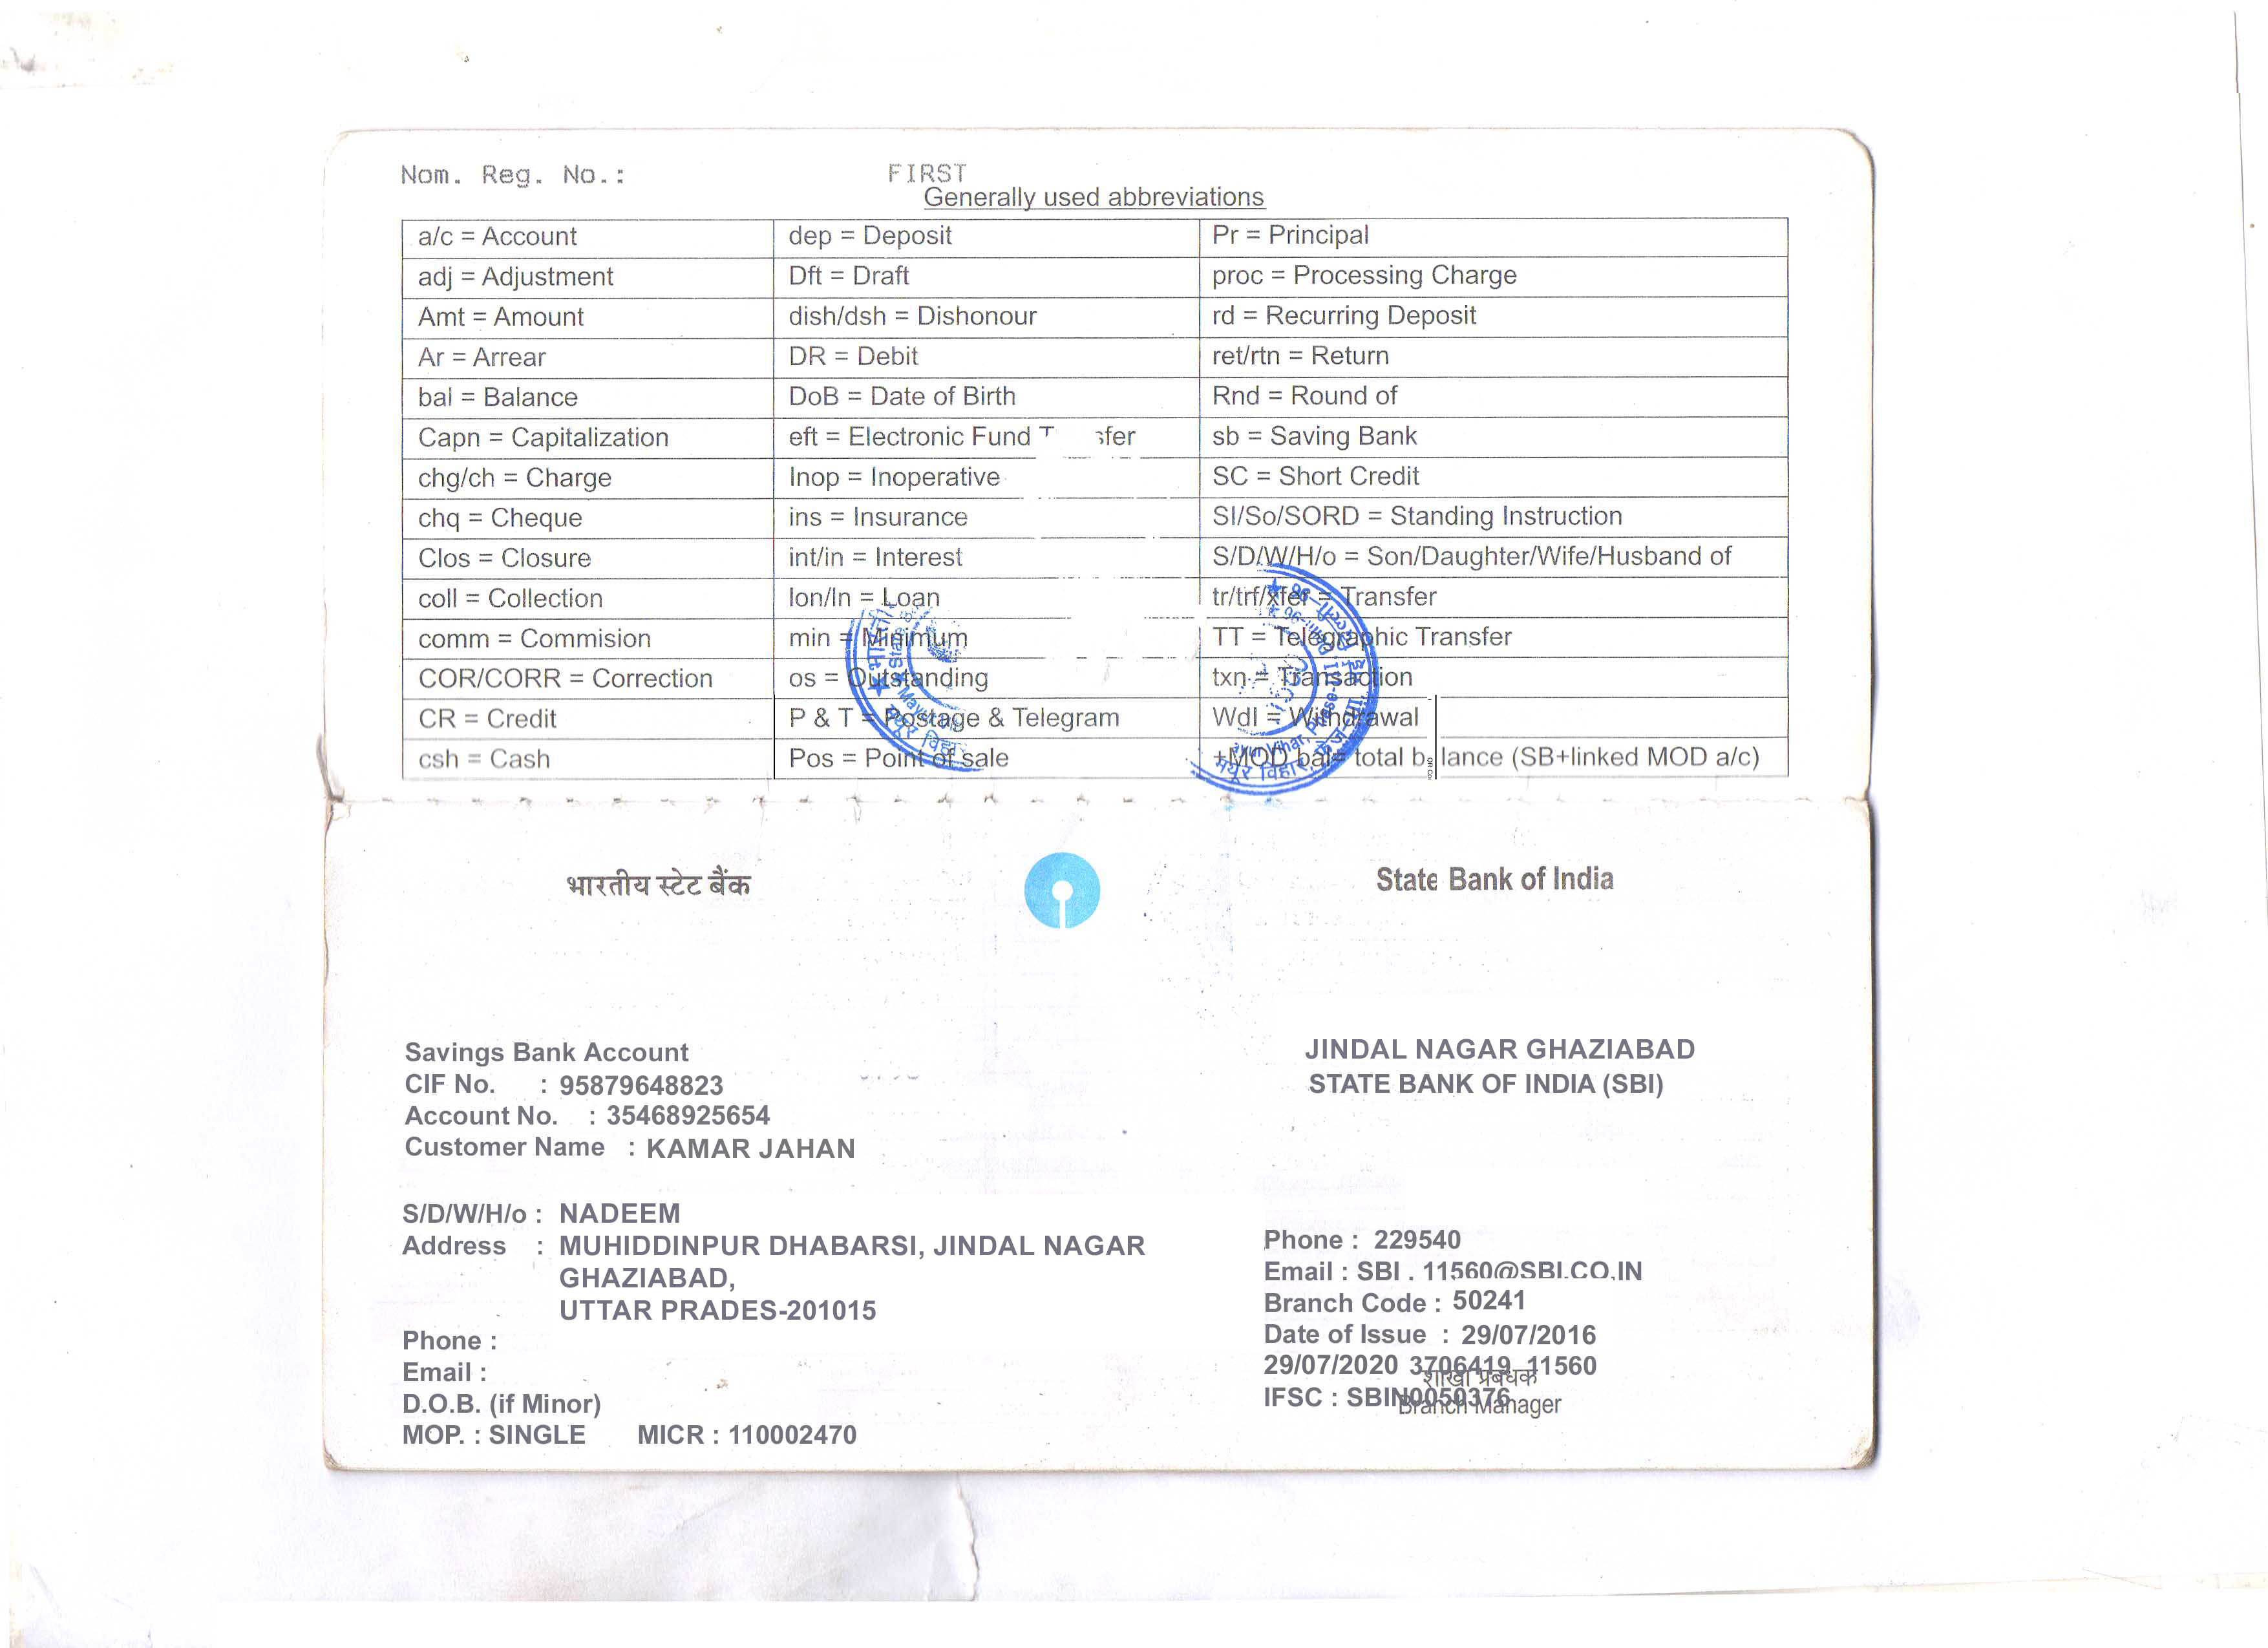 Nom. Reg. No.: FIRST
Generally used abbreviations
a/c = Account dep = Deposit Pr = Principal
adj = Adjustment Dft = Draft proc = Processing Charge
Amt = Amount dish/dsh = Dishonour rd = Recurring Deposit
Ar = Arrear DR = Debit ret/rtn = Return
bal = Balance DoB = Date of Birth Rnd = Round of
Capn = Capitalization eft = Electronic Fund T sfer sb = Saving Bank
chg/ch = Charge Inop = Inoperative SC = Short Credit
chq = Cheque ins = Insurance SI/So/SORD = Standing Instruction
Clos = Closure int/in = Interest S/D/W/H/o = Son/Daughter/Wife/Husband of
coll = Collection lon/ln = Loan tr/trf/xfer = Transfer
comm = Commision min = Minimum TT = Telegraphic Transfer
COR/CORR = Correction os = Outstanding txn = Transaction
CR = Credit P & T = Postage & Telegram Wdl = Withdrawal
csh = Cash Pos = Point of sale +MOD bal= total b lance (SB+linked MOD a/c)
भारतीय स्टेट बैंक State Bank of India
Savings Bank Account
CIF No. : 95879648823
Account No. : 35468925654
Customer Name : KAMAR JAHAN
JINDAL NAGAR GHAZIABAD
STATE BANK OF INDIA (SBI)
S/D/W/H/o : NADEEM
Address : MUHIDDINPUR DHABARSI, JINDAL NAGAR
GHAZIABAD,
UTTAR PRADES-201015
Phone :
Email :
D.O.B. (if Minor)
MOP. : SINGLE MICR : 110002470
Phone : 229540
Email : SBI . 11560@SBI.CO.IN
Branch Code : 50241
Date of Issue : 29/07/2016
29/07/2020 3706419 11560
शाखा प्रबंधक
IFSC : SBIN0050376
Branch Manager